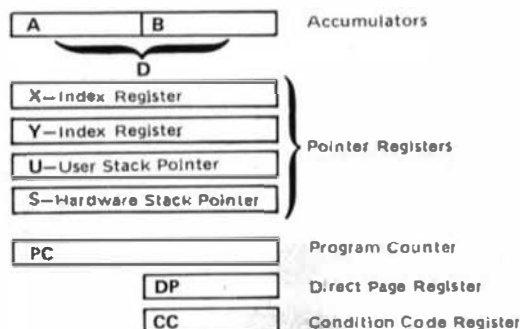 A B Accumulators
D
X—Index Register
Y—Index Register
U—User Stack Pointer
Pointer Registers
S—Hardware Stack Pointer
PC Program Counter
DP Direct Page Register
CC Condition Code Register